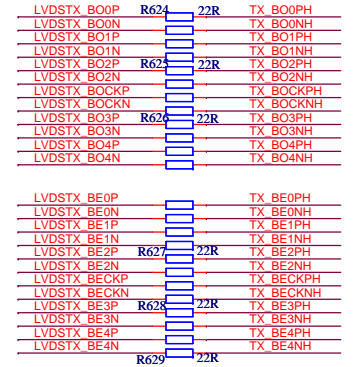 LVDSTX_BO0P R624 22R TX_BO0PH
LVDSTX_BO0N TX_BO0NH
LVDSTX_BO1P TX_BO1PH
LVDSTX_BO1N TX_BO1NH
LVDSTX_BO2P R625 22R TX_BO2PH
LVDSTX_BO2N TX_BO2NH
LVDSTX_BOCKP TX_BOCKPH
LVDSTX_BOCKN TX_BOCKNH
LVDSTX_BO3P R626 22R TX_BO3PH
LVDSTX_BO3N TX_BO3NH
LVDSTX_BO4P TX_BO4PH
LVDSTX_BO4N TX_BO4NH
LVDSTX_BE0P TX_BE0PH
LVDSTX_BE0N TX_BE0NH
LVDSTX_BE1P TX_BE1PH
LVDSTX_BE1N TX_BE1NH
LVDSTX_BE2P R627 22R TX_BE2PH
LVDSTX_BE2N TX_BE2NH
LVDSTX_BECKP TX_BECKPH
LVDSTX_BECKN TX_BECKNH
LVDSTX_BE3P R628 22R TX_BE3PH
LVDSTX_BE3N TX_BE3NH
LVDSTX_BE4P TX_BE4PH
LVDSTX_BE4N TX_BE4NH
R629 22R